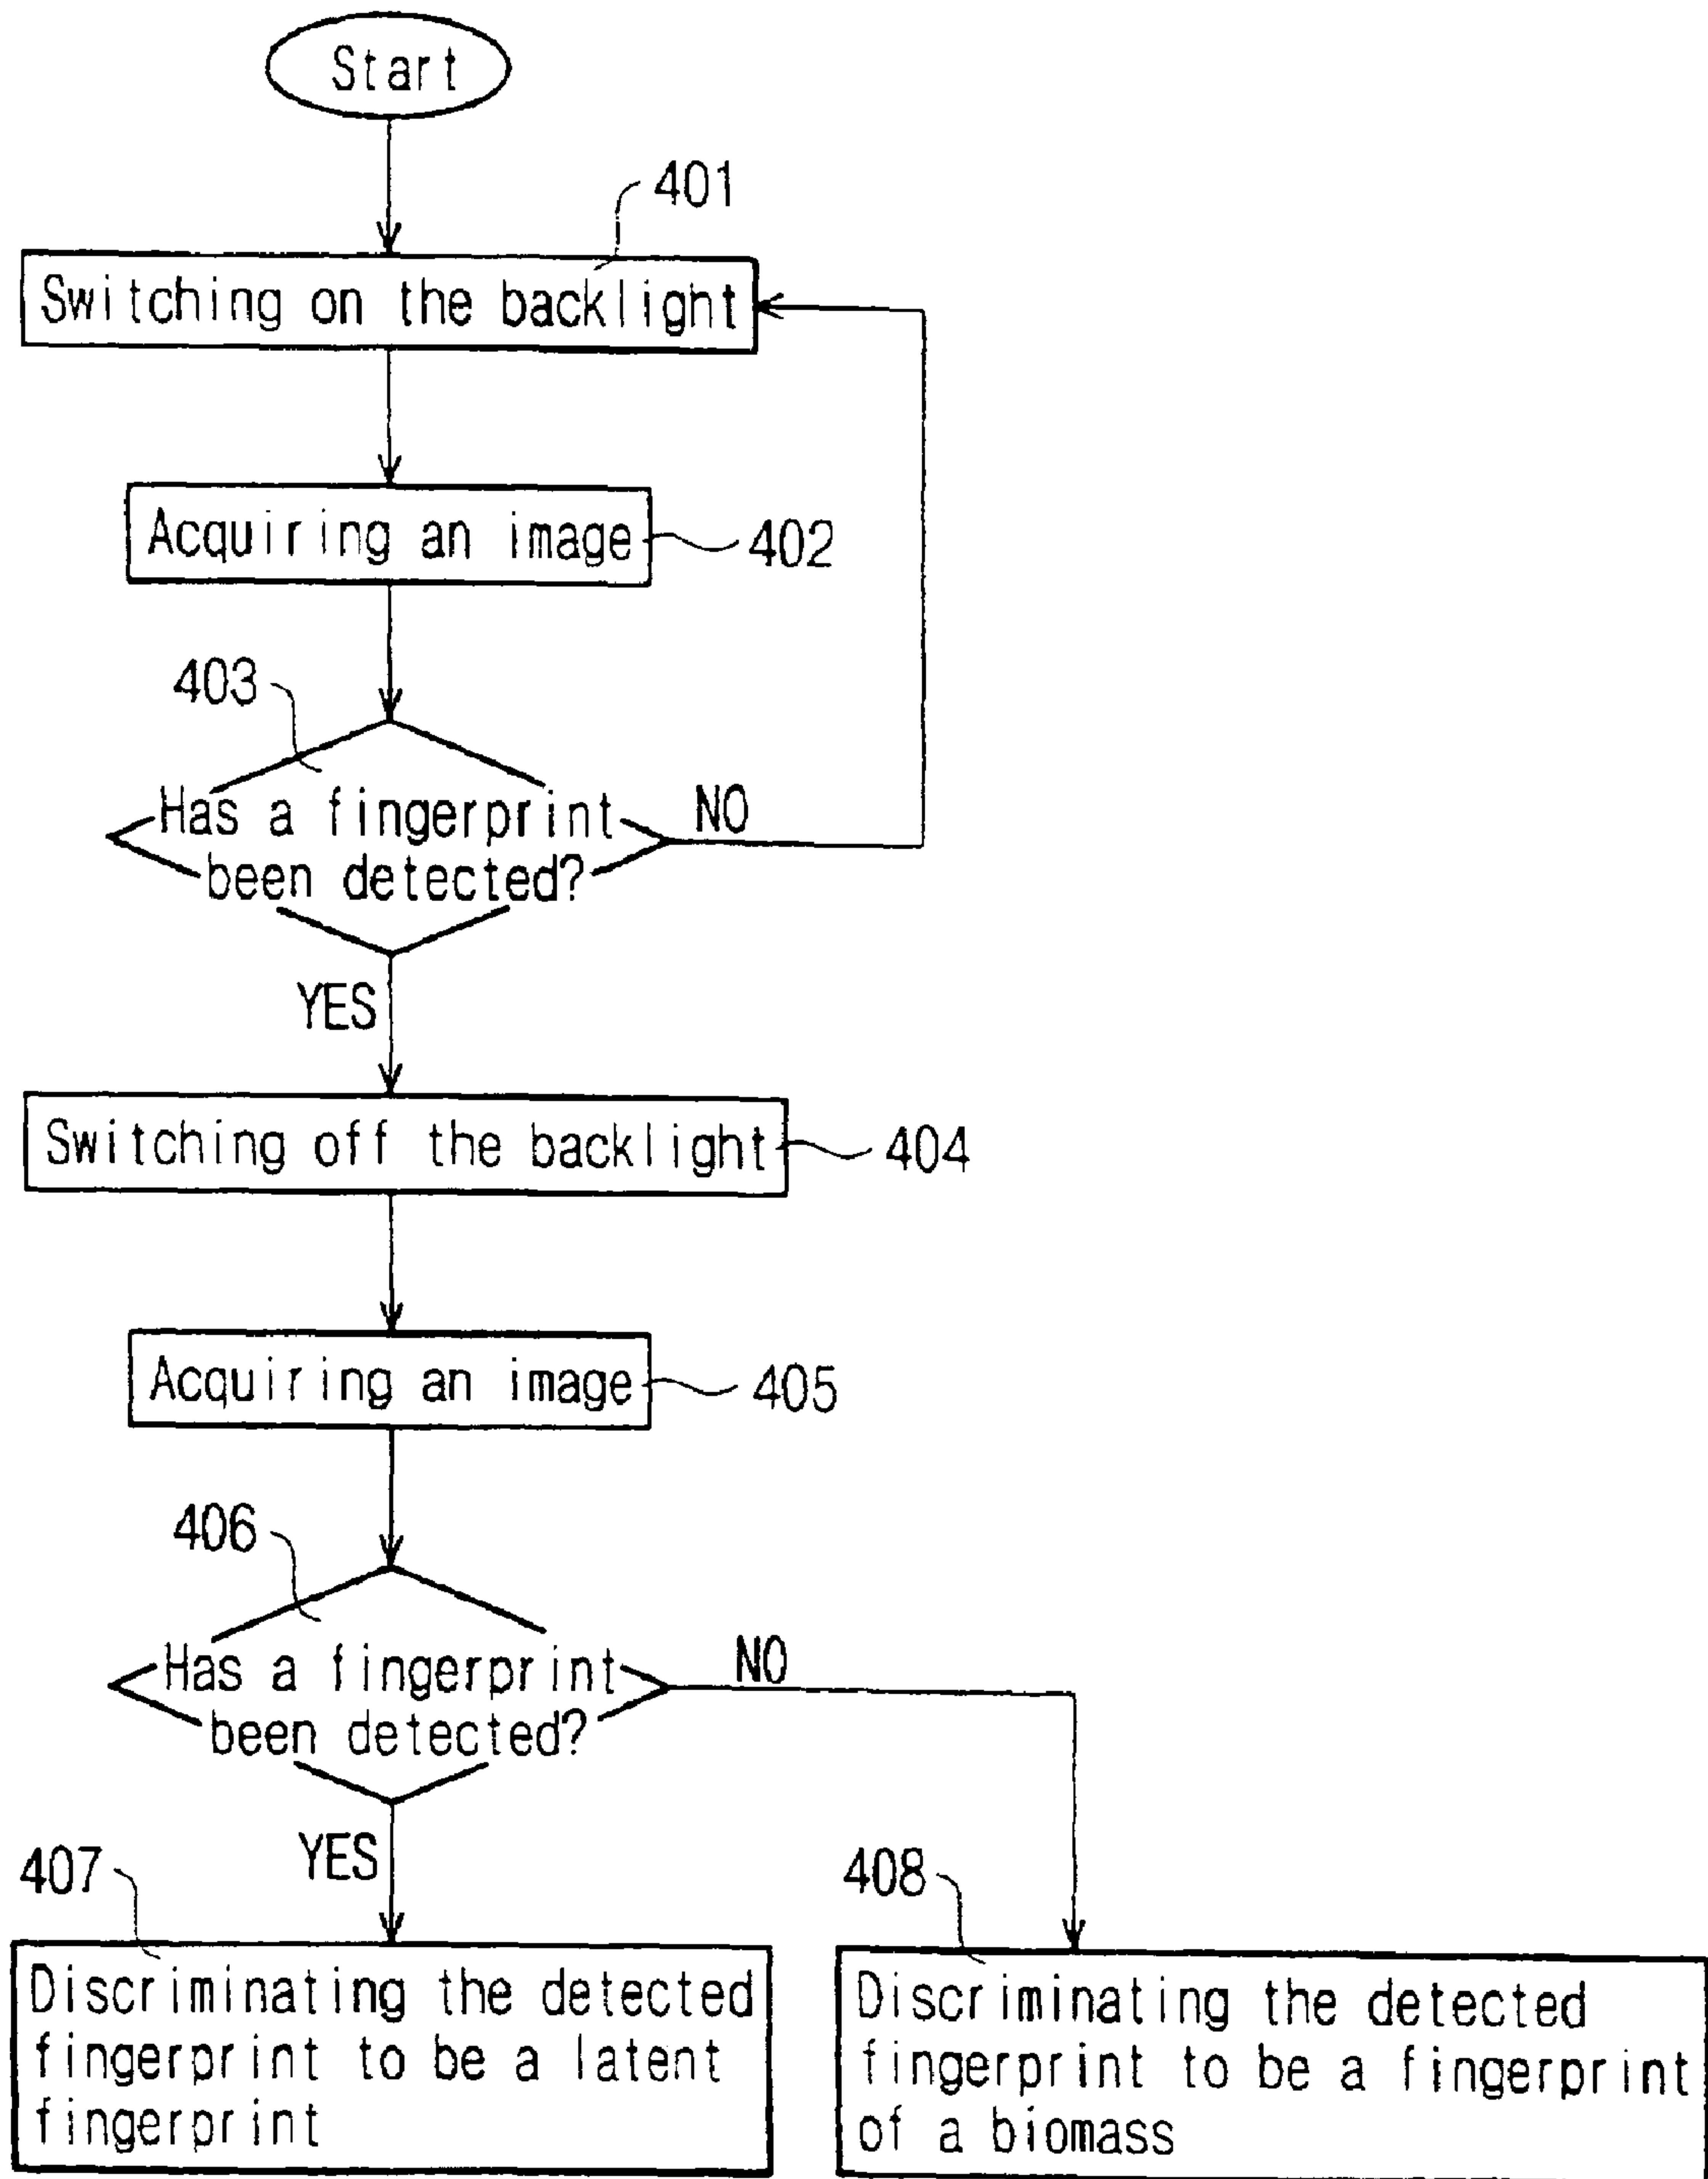 Start
401
Switching on the backlight
Acquiring an image
402
403
Has a fingerprint
been detected?
NO
YES
Switching off the backlight
404
Acquiring an image
405
406
Has a fingerprint
been detected?
NO
YES
407
Discriminating the detected
fingerprint to be a latent
fingerprint
408
Discriminating the detected
fingerprint to be a fingerprint
of a biomass